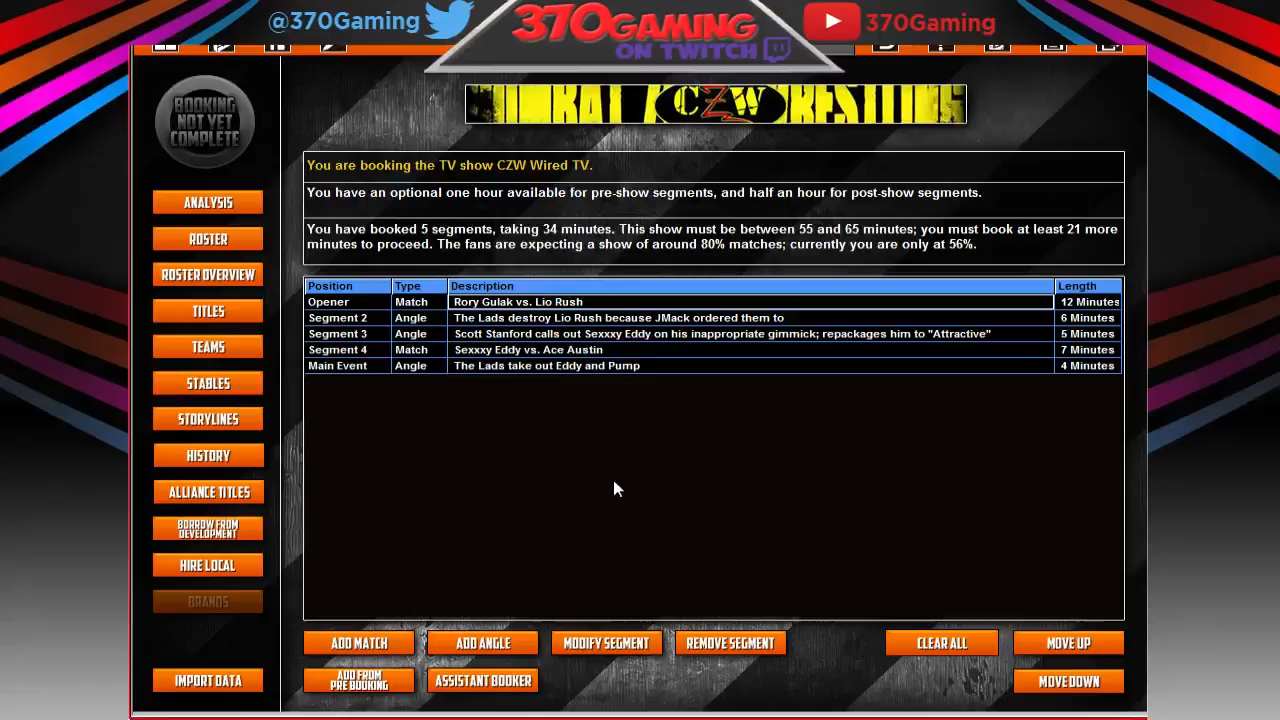 @370Gaming
370GAMING
ON TWITCH
370Gaming
BOOKING
NOT YET
COMPLETE
CZW
You are booking the TV show CZW Wired TV.
You have an optional one hour available for pre-show segments, and half an hour for post-show segments.
You have booked 5 segments, taking 34 minutes. This show must be between 55 and 65 minutes; you must book at least 21 more
minutes to proceed. The fans are expecting a show of around 80% matches; currently you are only at 56%.
Position Type Description Length
Opener Match Rory Gulak vs. Lio Rush 12 Minutes
Segment 2 Angle The Lads destroy Lio Rush because JMack ordered them to 6 Minutes
Segment 3 Angle Scott Stanford calls out Sexxxy Eddy on his inappropriate gimmick; repackages him to "Attractive" 5 Minutes
Segment 4 Match Sexxxy Eddy vs. Ace Austin 7 Minutes
Main Event Angle The Lads take out Eddy and Pump 4 Minutes
ANALYSIS
ROSTER
ROSTER OVERVIEW
TITLES
TEAMS
STABLES
STORYLINES
HISTORY
ALLIANCE TITLES
BORROW FROM
DEVELOPMENT
HIRE LOCAL
BRANDS
IMPORT DATA
ADD MATCH
ADD ANGLE
MODIFY SEGMENT
REMOVE SEGMENT
CLEAR ALL
MOVE UP
ADD FROM
PRE BOOKING
ASSISTANT BOOKER
MOVE DOWN